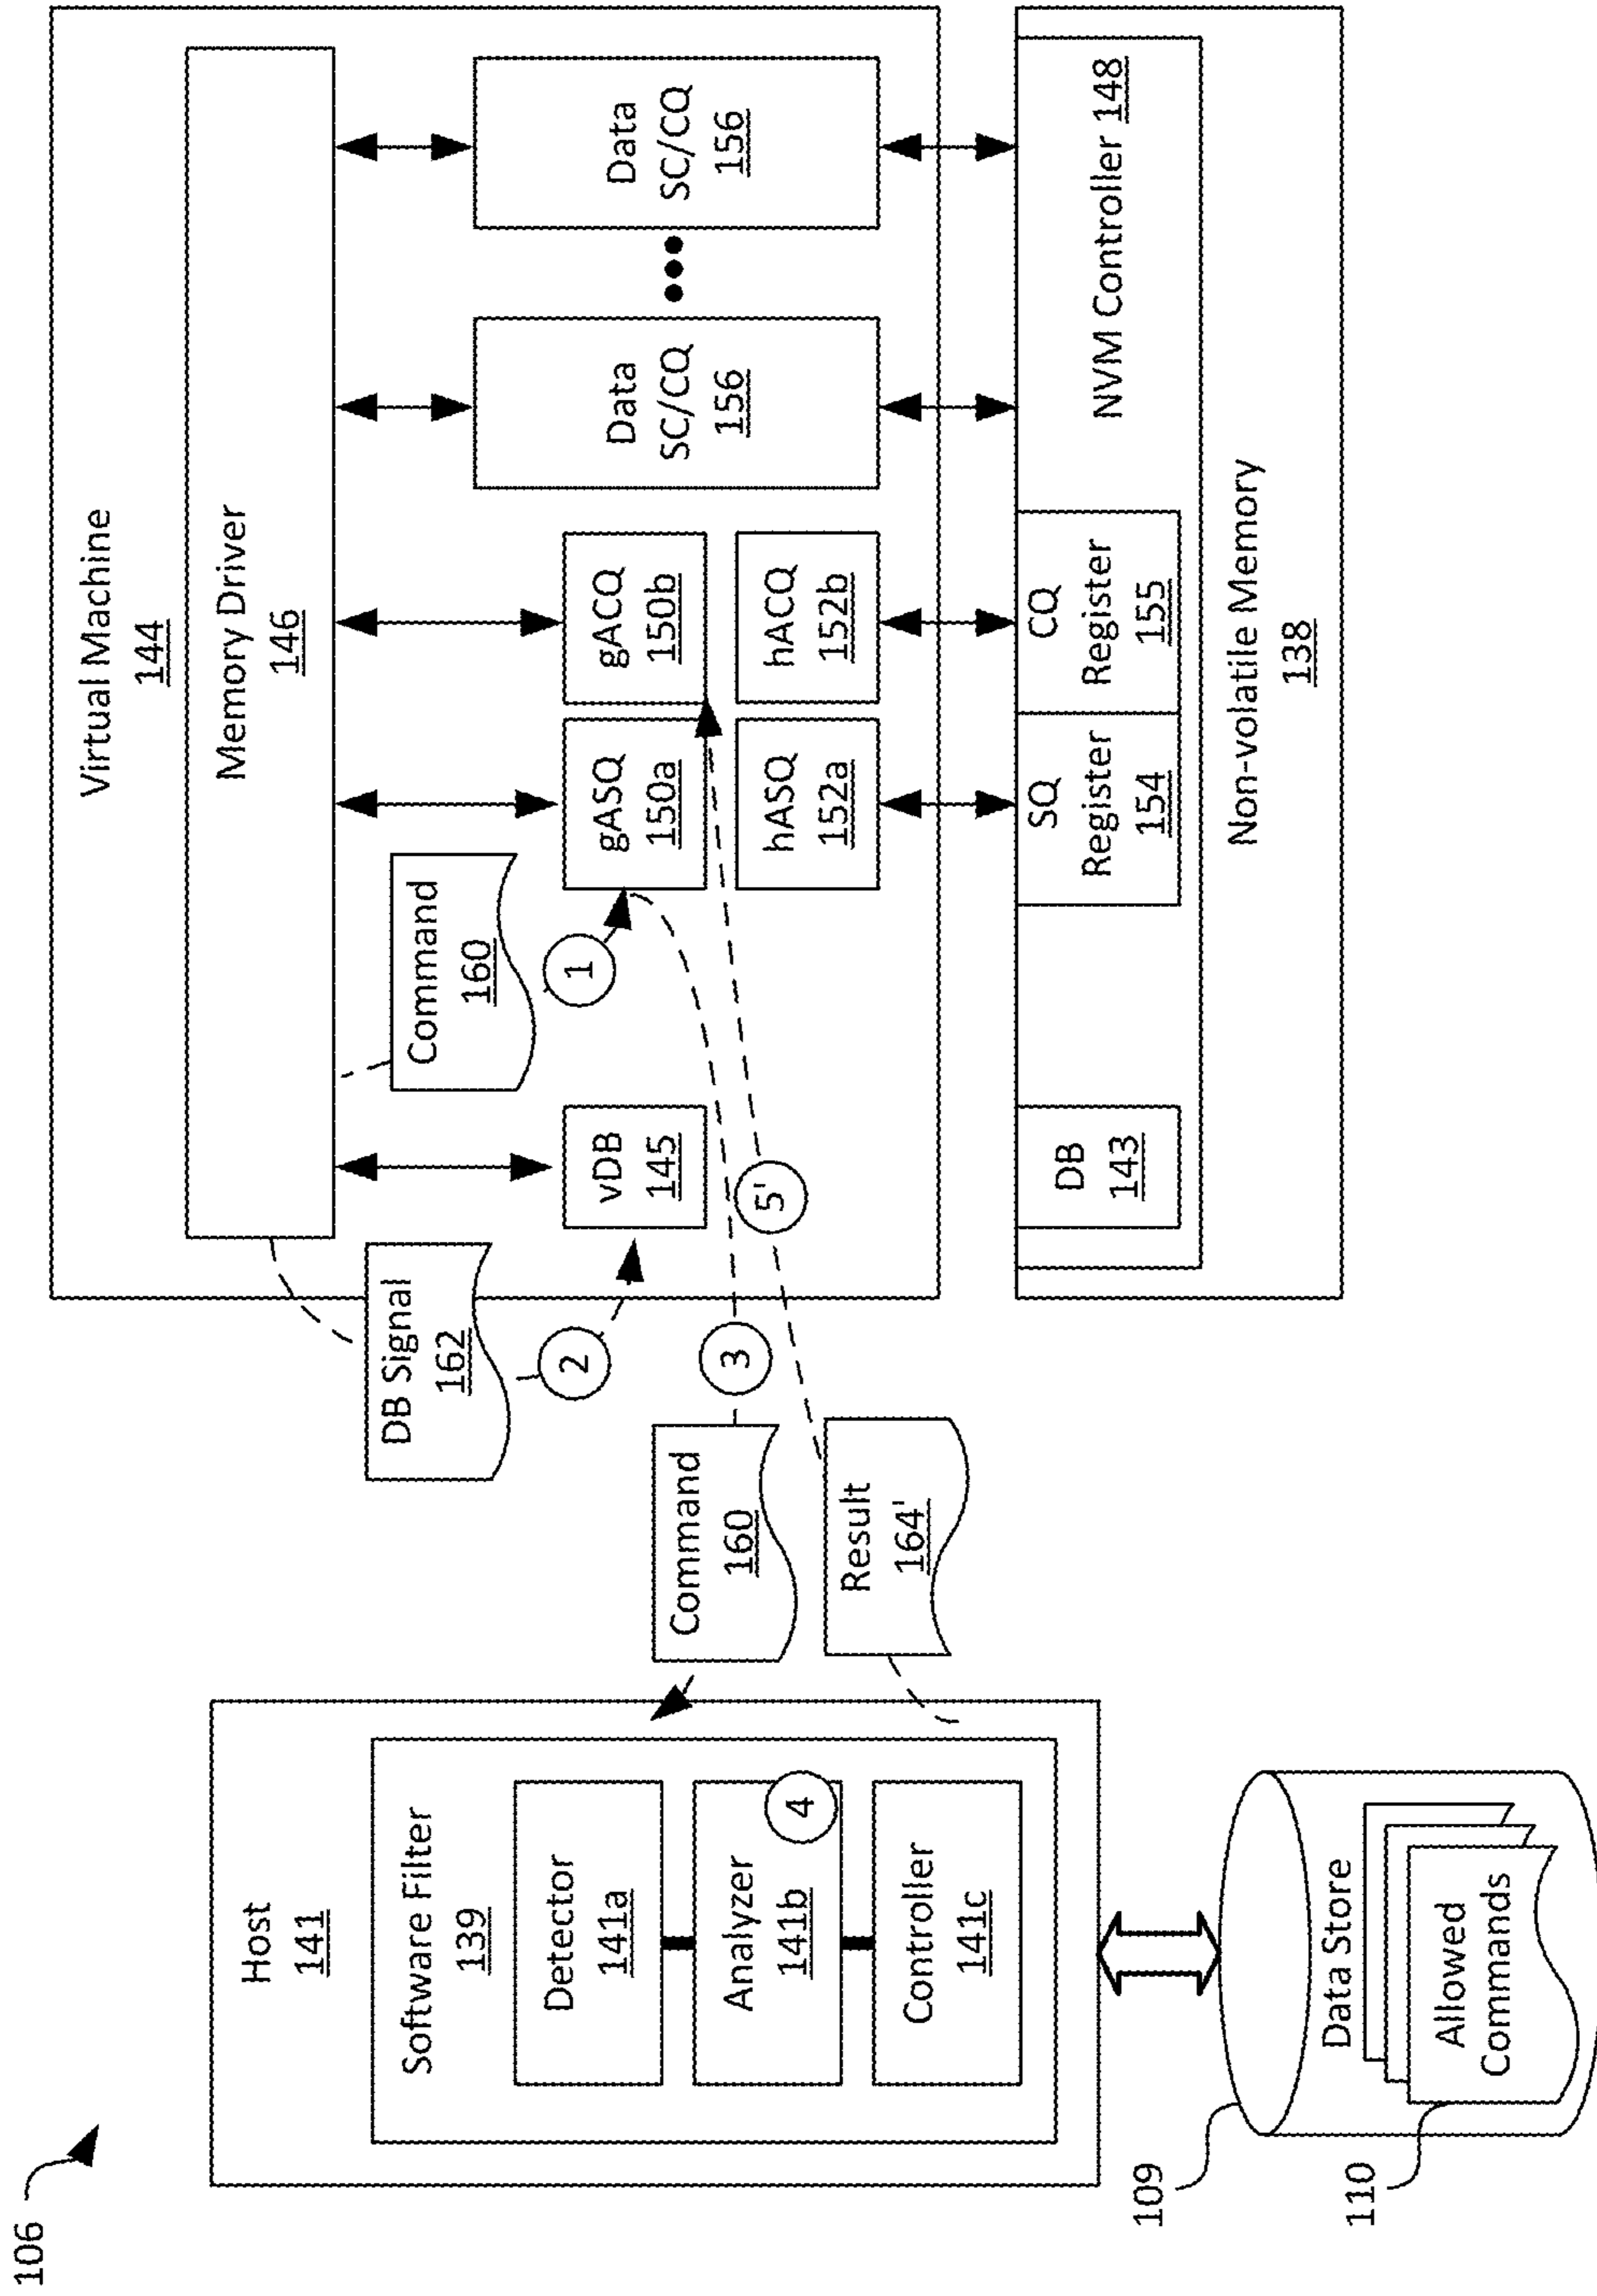 106
Host
141
Software Filter
139
Detector
141a
Analyzer
141b
4
Controller
141c
109
Data Store
110
Allowed
Commands
Command
160
3
Result
164'
5'
DB Signal
162
2
Virtual Machine
144
Memory Driver
146
Command
160
1
vDB
145
gASQ
150a
gACQ
150b
hASQ
152a
hACQ
152b
Data
SC/CQ
156
Data
SC/CQ
156
DB
143
SQ
Register
154
CQ
Register
155
NVM Controller 148
Non-volatile Memory
138